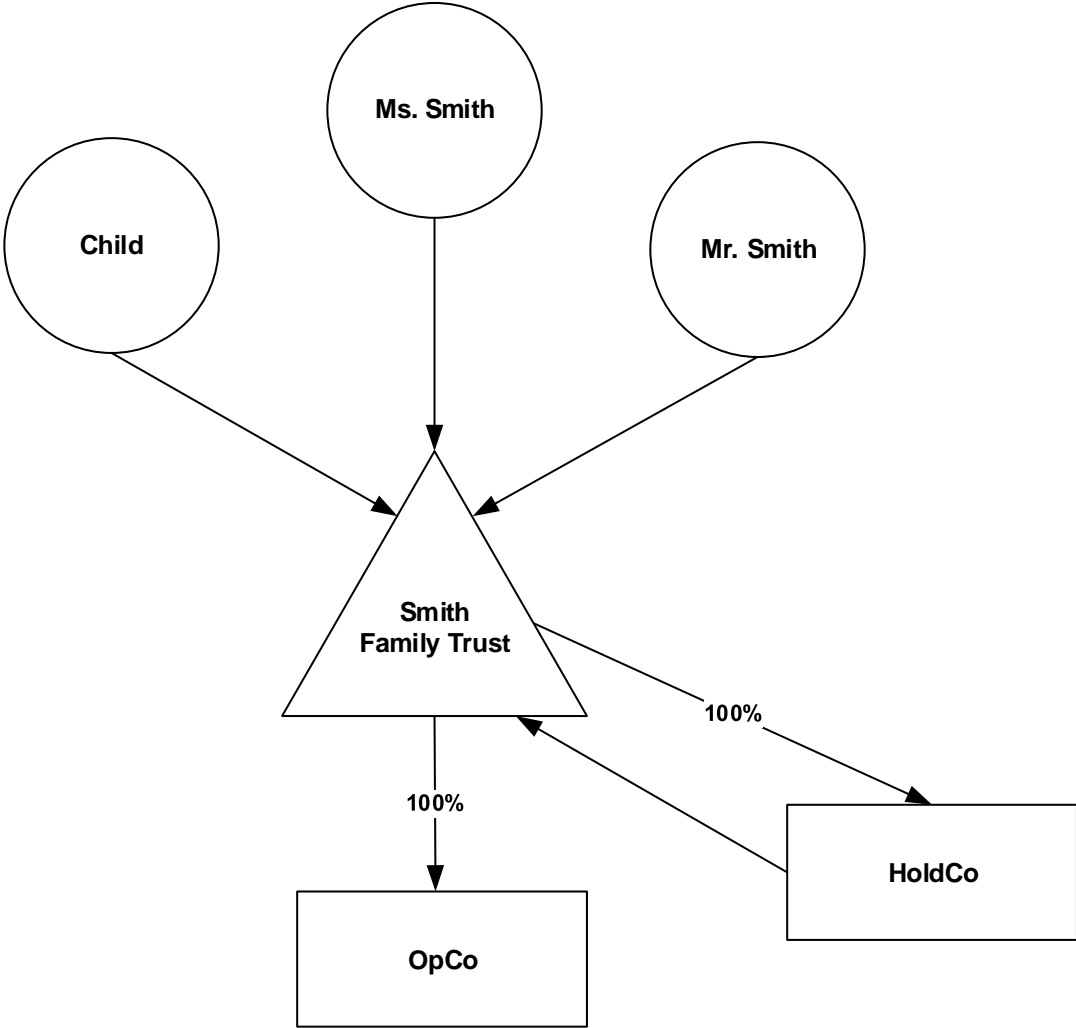 Ms. Smith
Child
Mr. Smith
Smith
Family Trust
100%
100%
HoldCo
OpCo